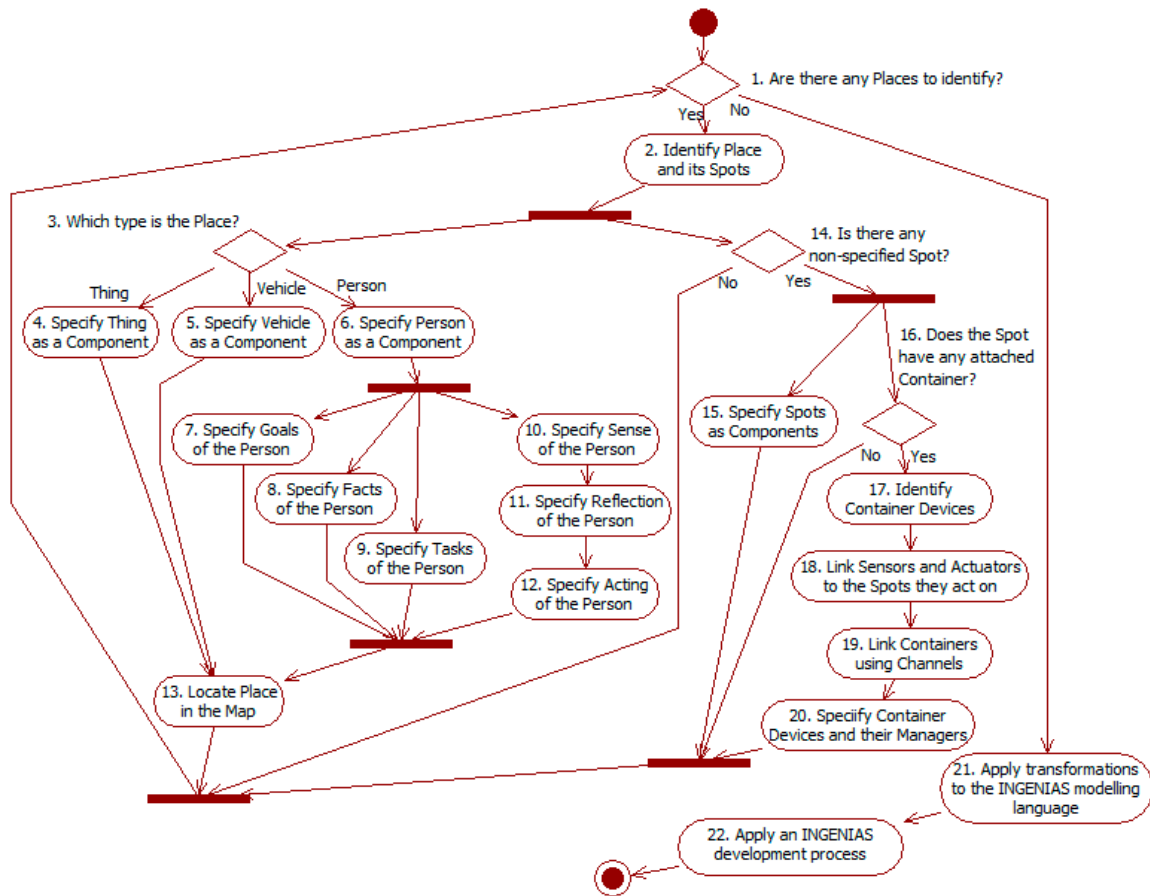 1. Are there any Places to identify?
Yes
No
2. Identify Place
and its Spots
3. Which type is the Place?
14. Is there any
non-specified Spot?
Thing
Vehicle
Person
No
Yes
4. Specify Thing
as a Component
5. Specify Vehicle
as a Component
6. Specify Person
as a Component
16. Does the Spot
have any attached
Container?
7. Specify Goals
of the Person
10. Specify Sense
of the Person
15. Specify Spots
as Components
No
Yes
8. Specify Facts
of the Person
11. Specify Reflection
of the Person
17. Identify
Container Devices
9. Specify Tasks
of the Person
12. Specify Acting
of the Person
18. Link Sensors and Actuators
to the Spots they act on
19. Link Containers
using Channels
13. Locate Place
in the Map
20. Speciify Container
Devices and their Managers
21. Apply transformations
to the INGENIAS modelling
language
22. Apply an INGENIAS
development process